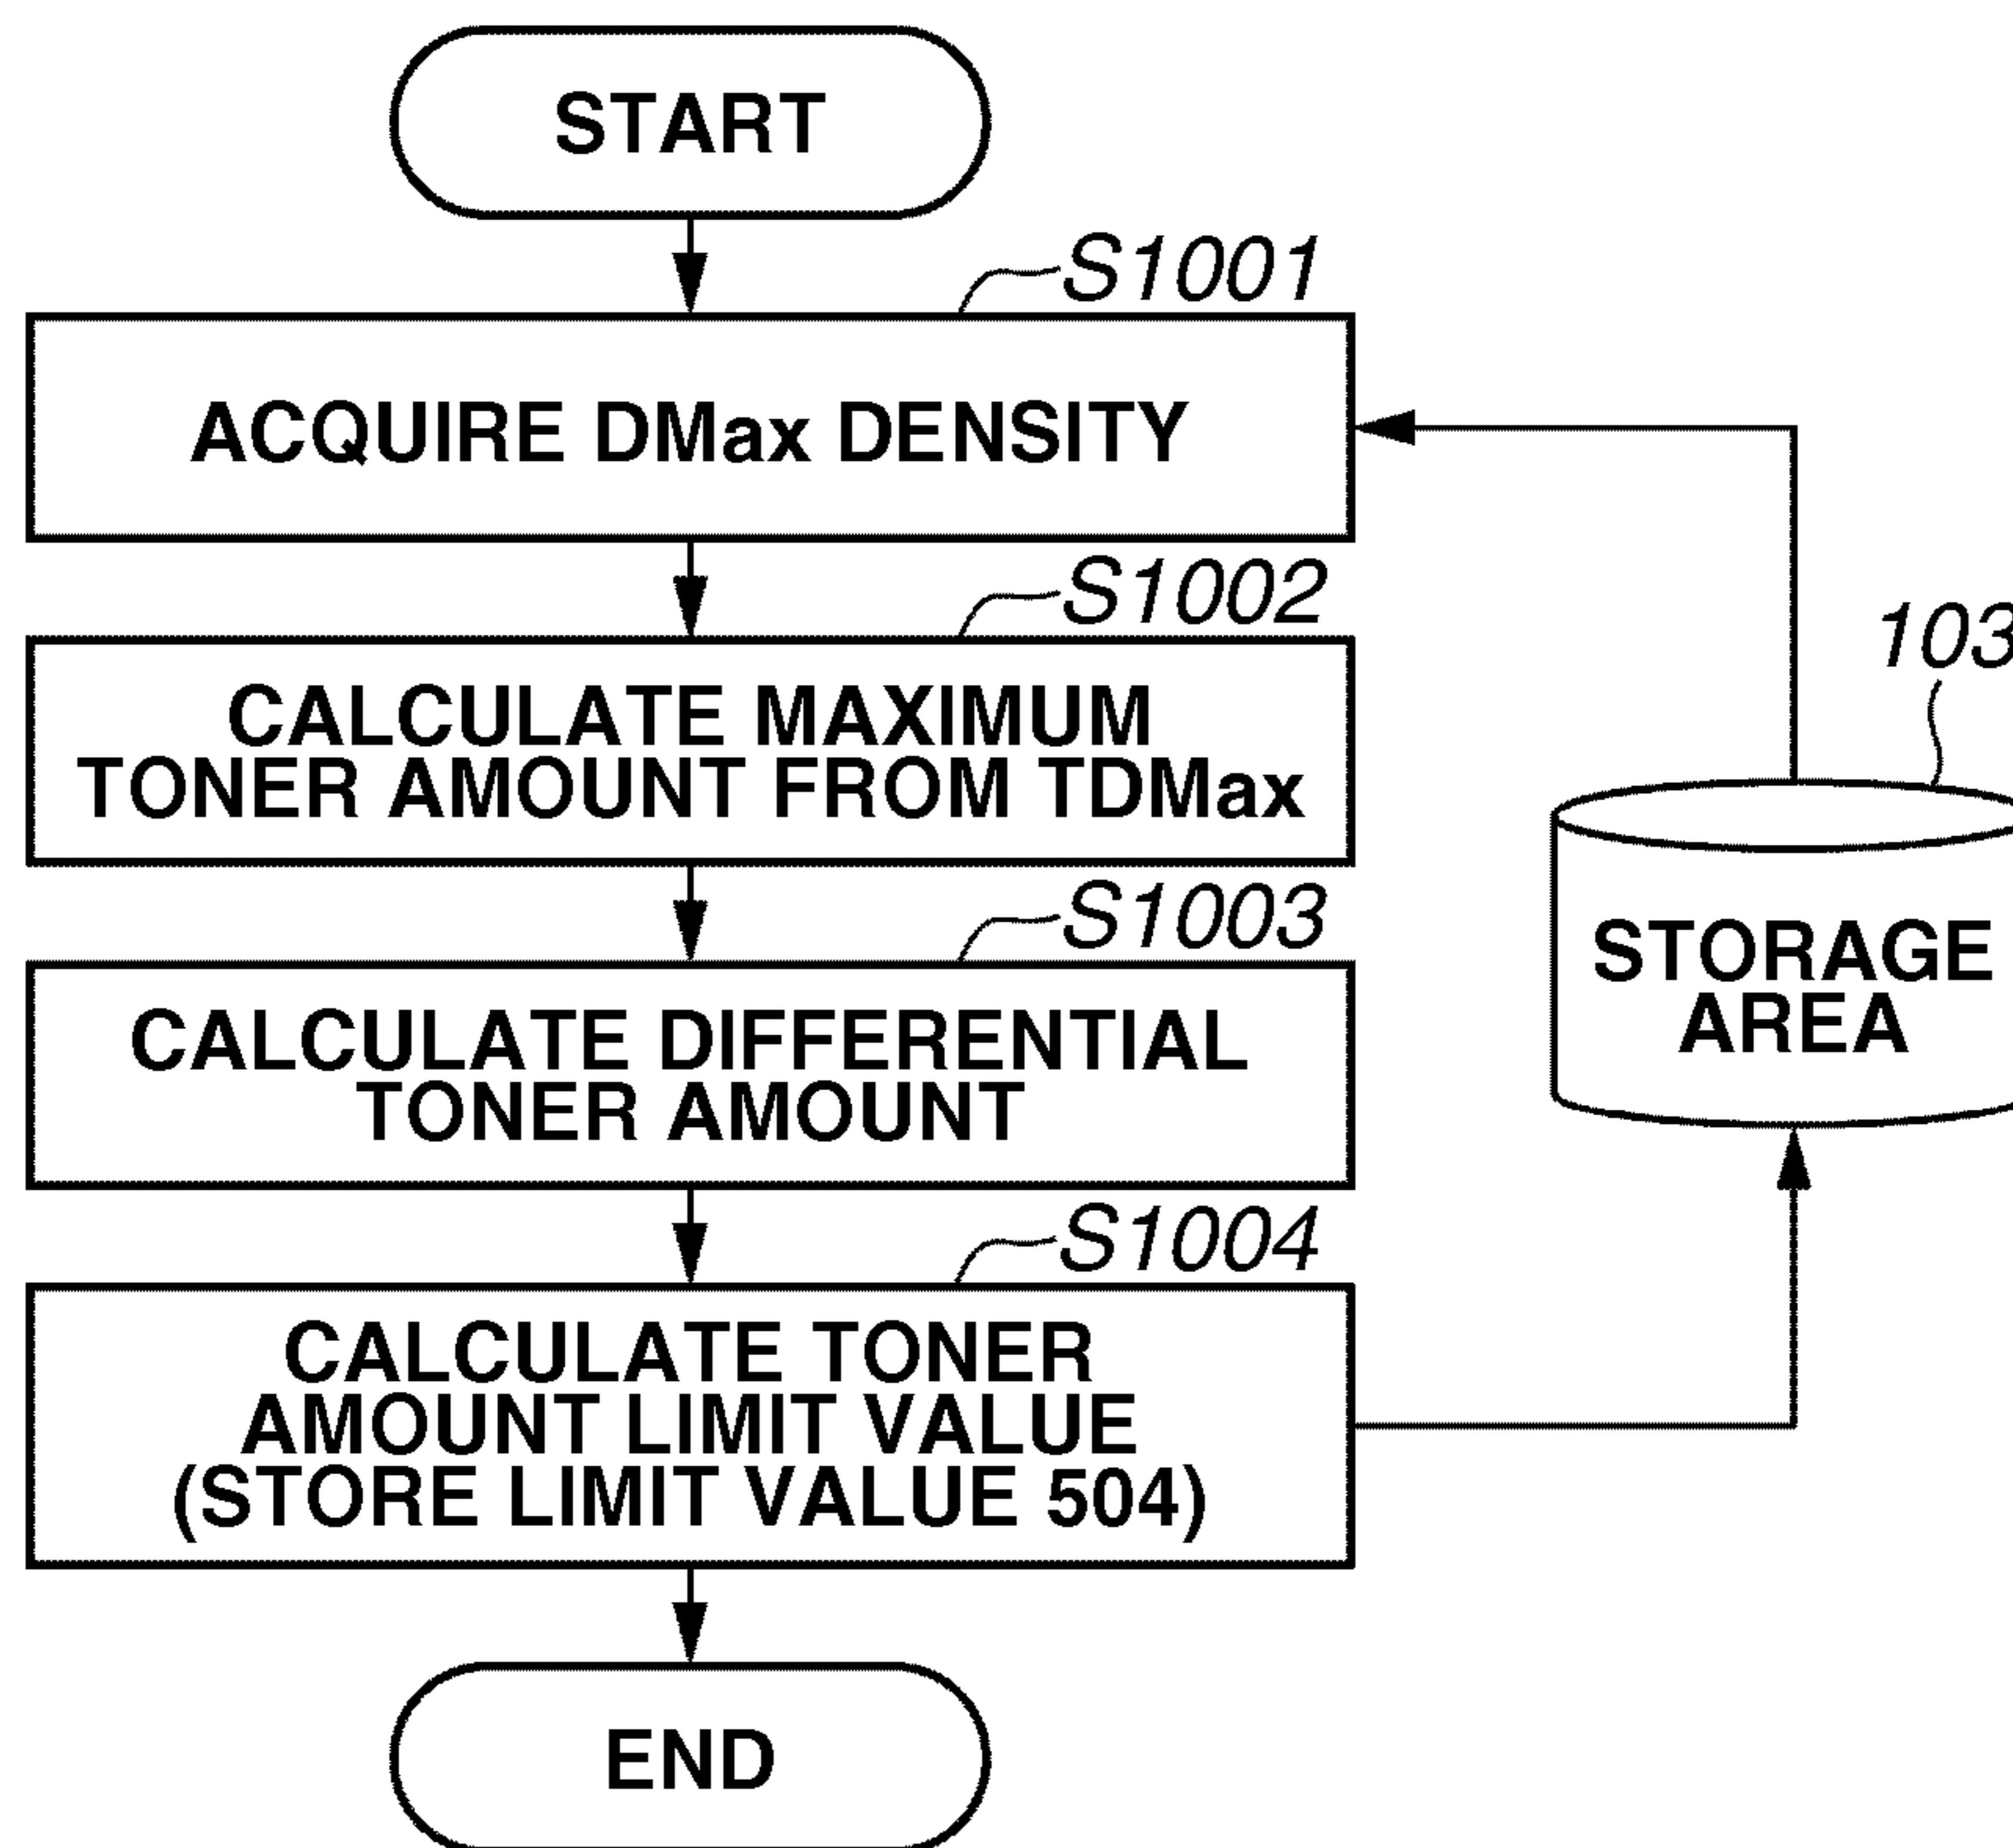 START
S1001
ACQUIRE DMax DENSITY
S1002
CALCULATE MAXIMUM
TONER AMOUNT FROM TDMax
103
S1003
CALCULATE DIFFERENTIAL
TONER AMOUNT
STORAGE
AREA
S1004
CALCULATE TONER
AMOUNT LIMIT VALUE
(STORE LIMIT VALUE 504)
END